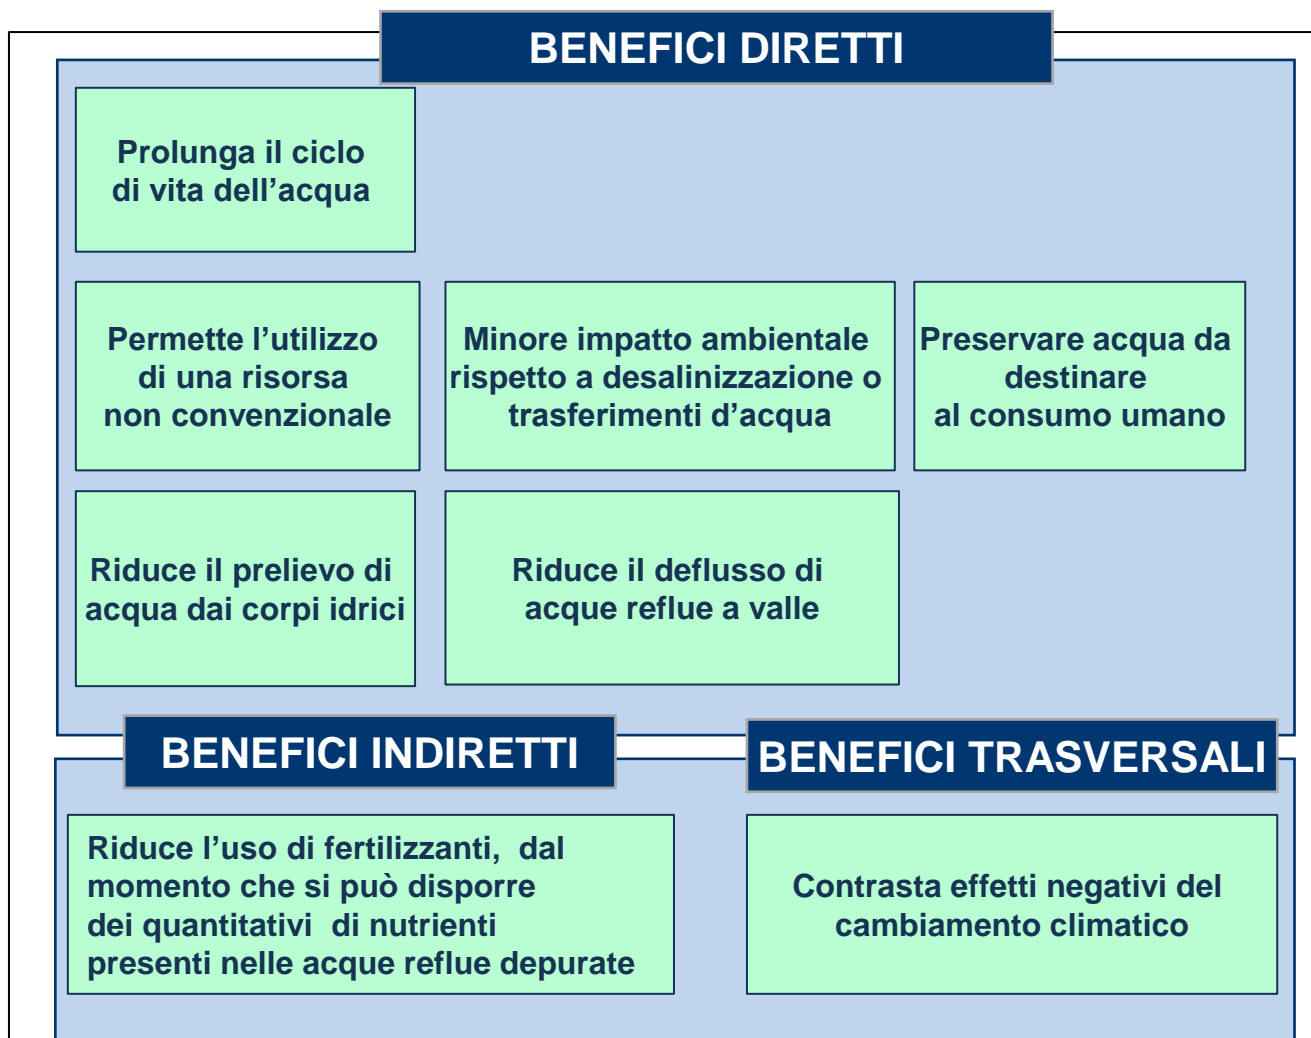 BENEFICI DIRETTI
Prolunga il ciclo
di vita dell’acqua
Permette l’utilizzo
di una risorsa
non convenzionale
Minore impatto ambientale
rispetto a desalinizzazione o
trasferimenti d’acqua
Preservare acqua da
destinare
al consumo umano
Riduce il prelievo di
acqua dai corpi idrici
Riduce il deflusso di
acque reflue a valle
BENEFICI INDIRETTI
Riduce l’uso di fertilizzanti, dal
momento che si può disporre
dei quantitativi di nutrienti
presenti nelle acque reflue depurate
BENEFICI TRASVERSALI
Contrasta effetti negativi del
cambiamento climatico